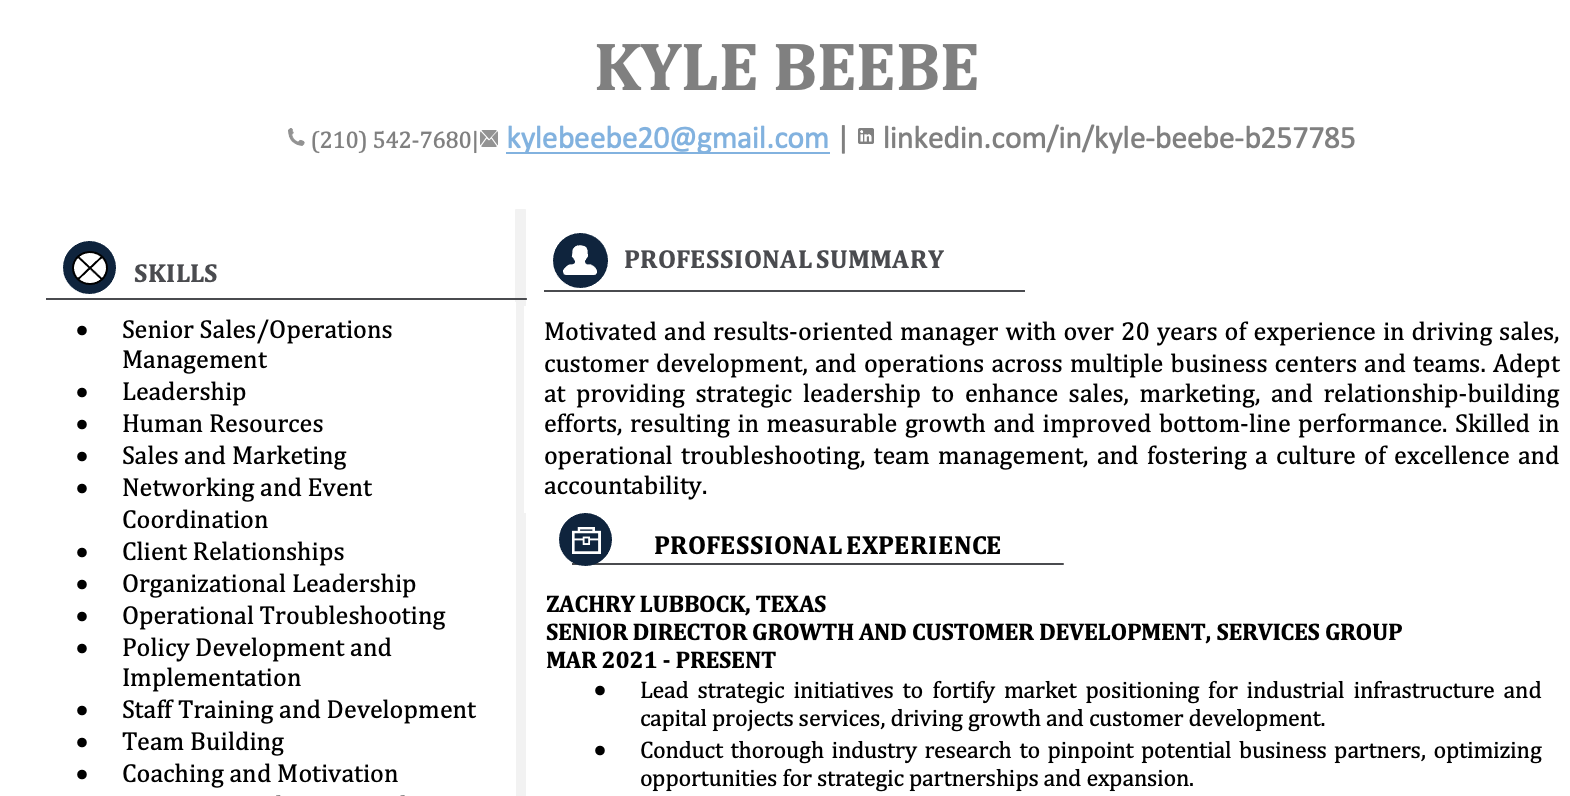 KYLE BEEBE
(210) 542-7680| kylebeebe20@gmail.com | linkedin.com/in/kyle-beebe-b257785
SKILLS
• Senior Sales/Operations
Management
• Leadership
• Human Resources
• Sales and Marketing
• Networking and Event
Coordination
• Client Relationships
• Organizational Leadership
• Operational Troubleshooting
• Policy Development and
Implementation
• Staff Training and Development
• Team Building
• Coaching and Motivation
PROFESSIONAL SUMMARY
Motivated and results-oriented manager with over 20 years of experience in driving sales,
customer development, and operations across multiple business centers and teams. Adept
at providing strategic leadership to enhance sales, marketing, and relationship-building
efforts, resulting in measurable growth and improved bottom-line performance. Skilled in
operational troubleshooting, team management, and fostering a culture of excellence and
accountability.
PROFESSIONAL EXPERIENCE
ZACHRY LUBBOCK, TEXAS
SENIOR DIRECTOR GROWTH AND CUSTOMER DEVELOPMENT, SERVICES GROUP
MAR 2021 - PRESENT
• Lead strategic initiatives to fortify market positioning for industrial infrastructure and
capital projects services, driving growth and customer development.
• Conduct thorough industry research to pinpoint potential business partners, optimizing
opportunities for strategic partnerships and expansion.